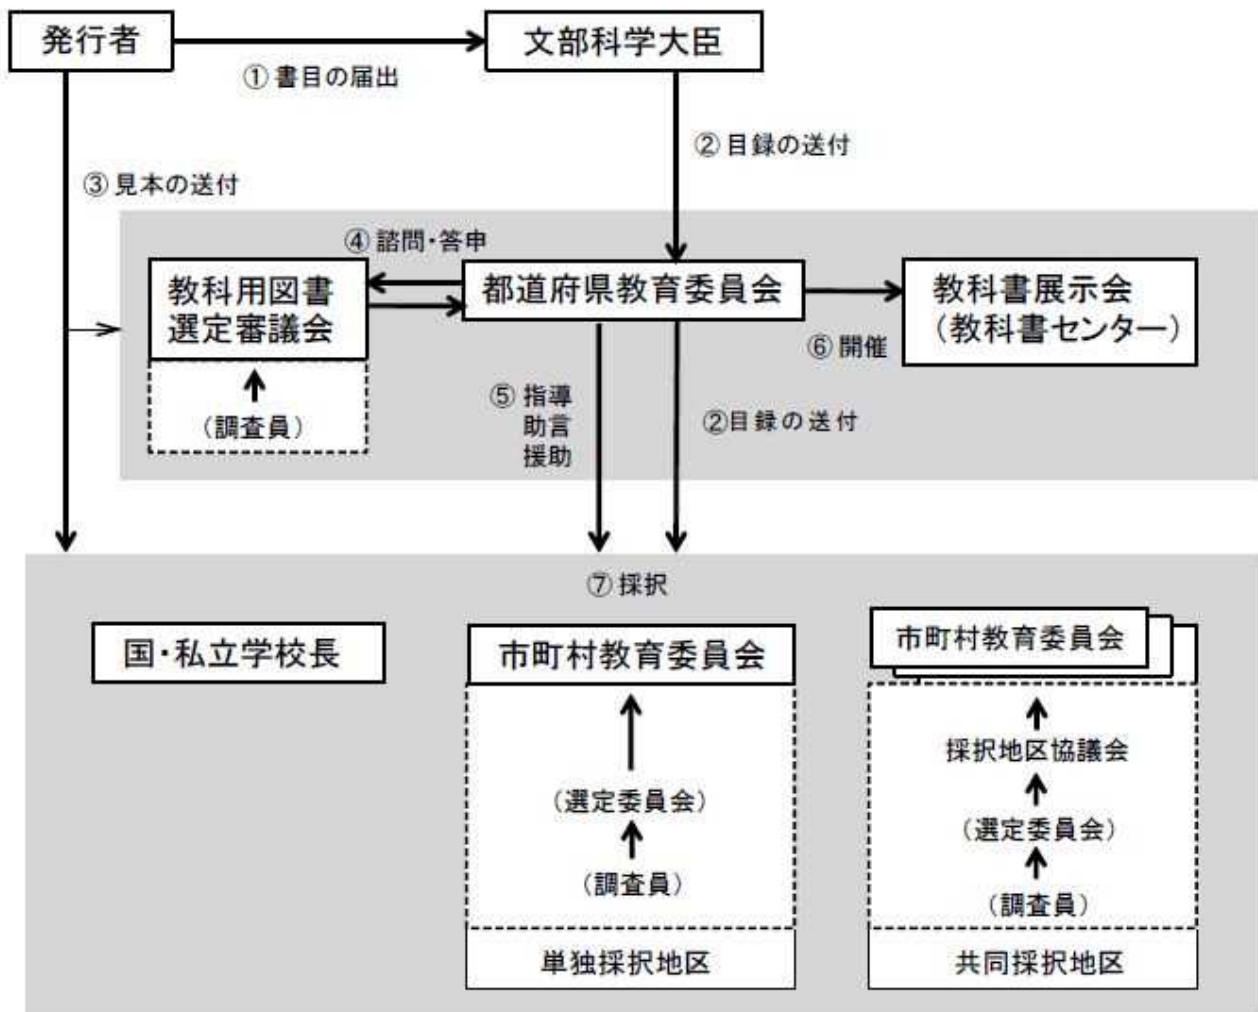 発行者
文部科学大臣
① 書目の届出
② 目録の送付
③ 見本の送付
④ 諮問・答申
教科用図書
選定審議会
(調査員)
都道府県教育委員会
教科書展示会
(教科書センター)
⑥ 開催
⑤ 指導
助言
援助
②目録の送付
⑦ 採択
国・私立学校長
市町村教育委員会
(選定委員会)
(調査員)
単独採択地区
市町村教育委員会
採択地区協議会
(選定委員会)
(調査員)
共同採択地区